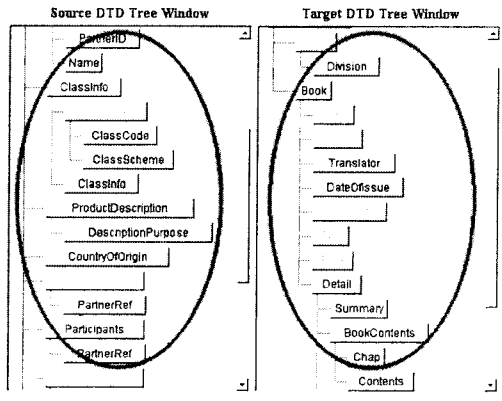 Source DTD Tree Window
PartnerID
Name
ClassInfo
ClassCode
ClassScheme
ClassInfo
ProductDescription
DescriptionPurpose
CountryOfOrigin
PartnerRef
Participants
PartnerRef
Target DTD Tree Window
Division
Book
Translator
DateOfIssue
Detail
Summary
BookContents
Chap
Contents